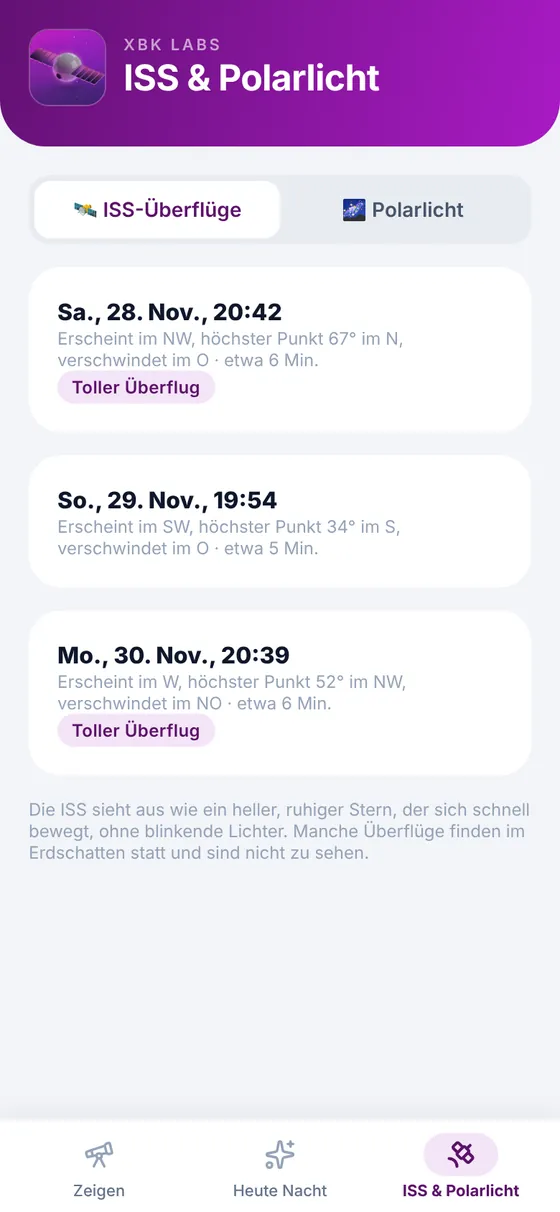 XBK LABS
ISS & Polarlicht
ISS-Überflüge
Polarlicht
Sa., 28. Nov., 20:42
Erscheint im NW, höchster Punkt 67° im N,
verschwindet im O · etwa 6 Min.
Toller Überflug
So., 29. Nov., 19:54
Erscheint im SW, höchster Punkt 34° im S,
verschwindet im O · etwa 5 Min.
Mo., 30. Nov., 20:39
Erscheint im W, höchster Punkt 52° im NW,
verschwindet im NO · etwa 6 Min.
Toller Überflug
Die ISS sieht aus wie ein heller, ruhiger Stern, der sich schnell
bewegt, ohne blinkende Lichter. Manche Überflüge finden im
Erdschatten statt und sind nicht zu sehen.
Zeigen
Heute Nacht
ISS & Polarlicht